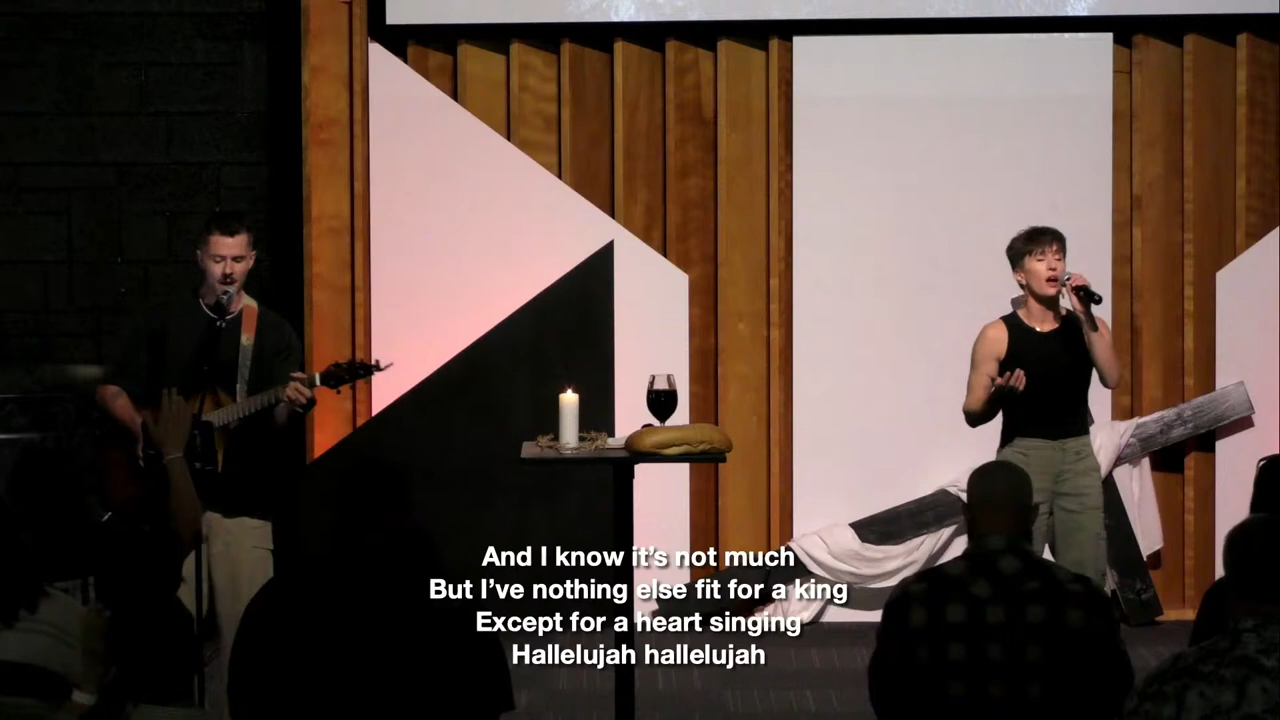 And I know it's not much
But I've nothing else fit for a king
Except for a heart singing
Hallelujah hallelujah